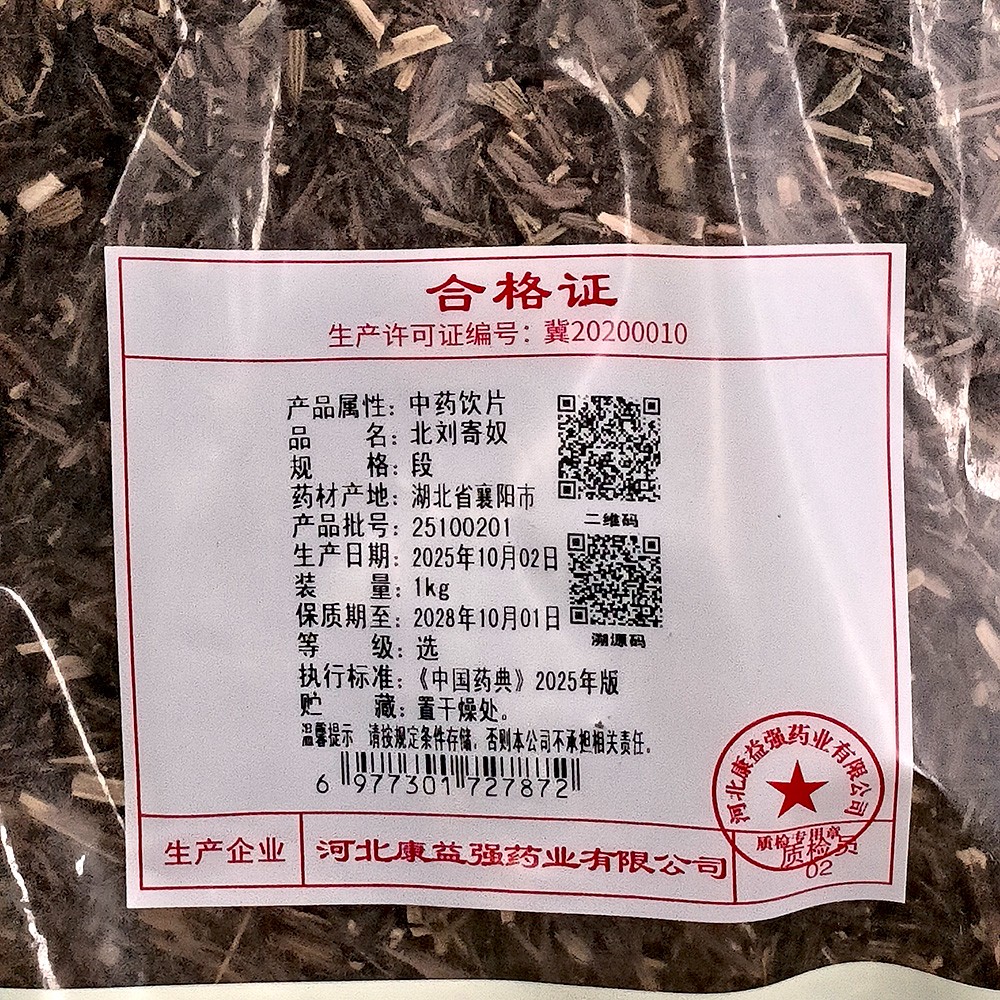 合格证
生产许可证编号：冀20200010
产品属性：中药饮片
品 名：北刘寄奴
规 格：段
药材产地：湖北省襄阳市
产品批号：25100201
生产日期：2025年10月02日
装 量：1kg
保质期至：2028年10月01日
等 级：选
执行标准：《中国药典》2025年版
贮 藏：置干燥处。
温馨提示 请按规定条件存储，否则本公司不承担相关责任。
二维码
溯源码
6 977301 727872
生产企业
河北康益强药业有限公司
河北康益强药业有限公司
质检专用章
质检员
02